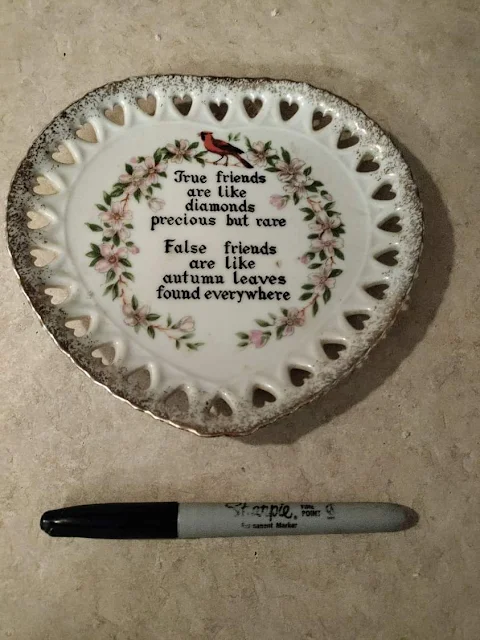 True friends
are like
diamonds
precious but rare
False friends
are like
autumn leaves
found everywhere
Sharpie. FINE POINT
Permanent Marker